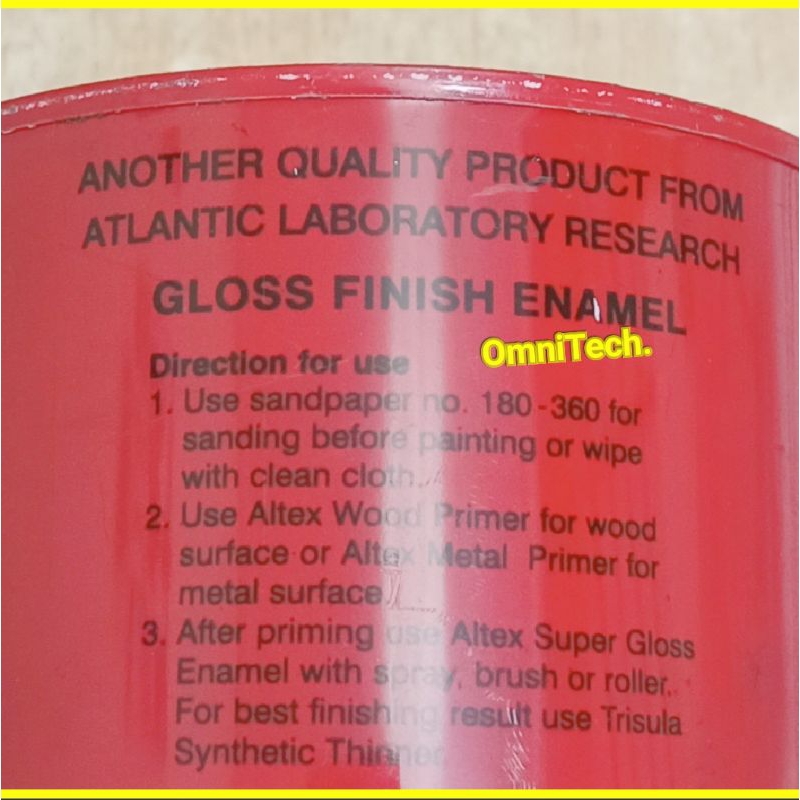 ANOTHER QUALITY PRODUCT FROM
ATLANTIC LABORATORY RESEARCH
GLOSS FINISH ENAMEL
OmniTech.
Direction for use
1. Use sandpaper no. 180-360 for
sanding before painting or wipe
with clean cloth.
2. Use Altex Wood Primer for wood
surface or Altex Metal Primer for
metal surface
3. After priming use Altex Super Gloss
Enamel with spray, brush or roller.
For best finishing result use Trisula
Synthetic Thinner